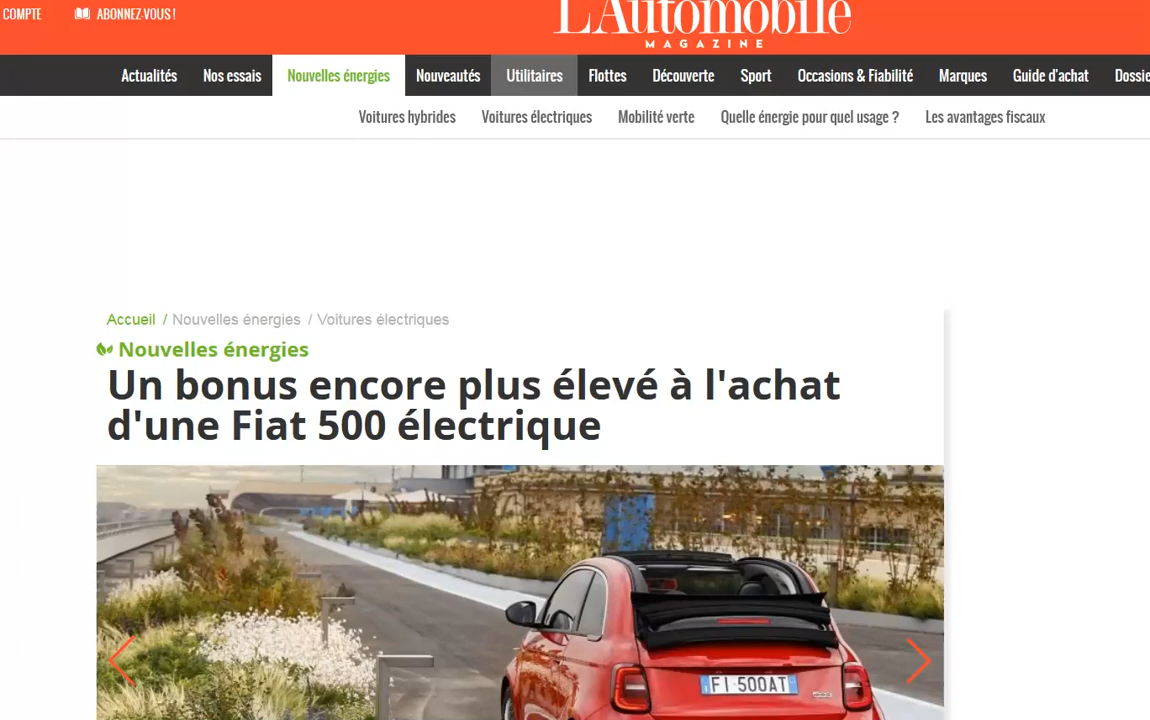 COMPTE ABONNEZ-VOUS !
L'Automobile
MAGAZINE
Actualités Nos essais Nouvelles énergies Nouveautés Utilitaires Flottes Découverte Sport Occasions & Fiabilité Marques Guide d'achat
Voitures hybrides Voitures électriques Mobilité verte Quelle énergie pour quel usage ? Les avantages fiscaux
Accueil / Nouvelles énergies / Voitures électriques
Nouvelles énergies
Un bonus encore plus élevé à l'achat
d'une Fiat 500 électrique
FI 500AT